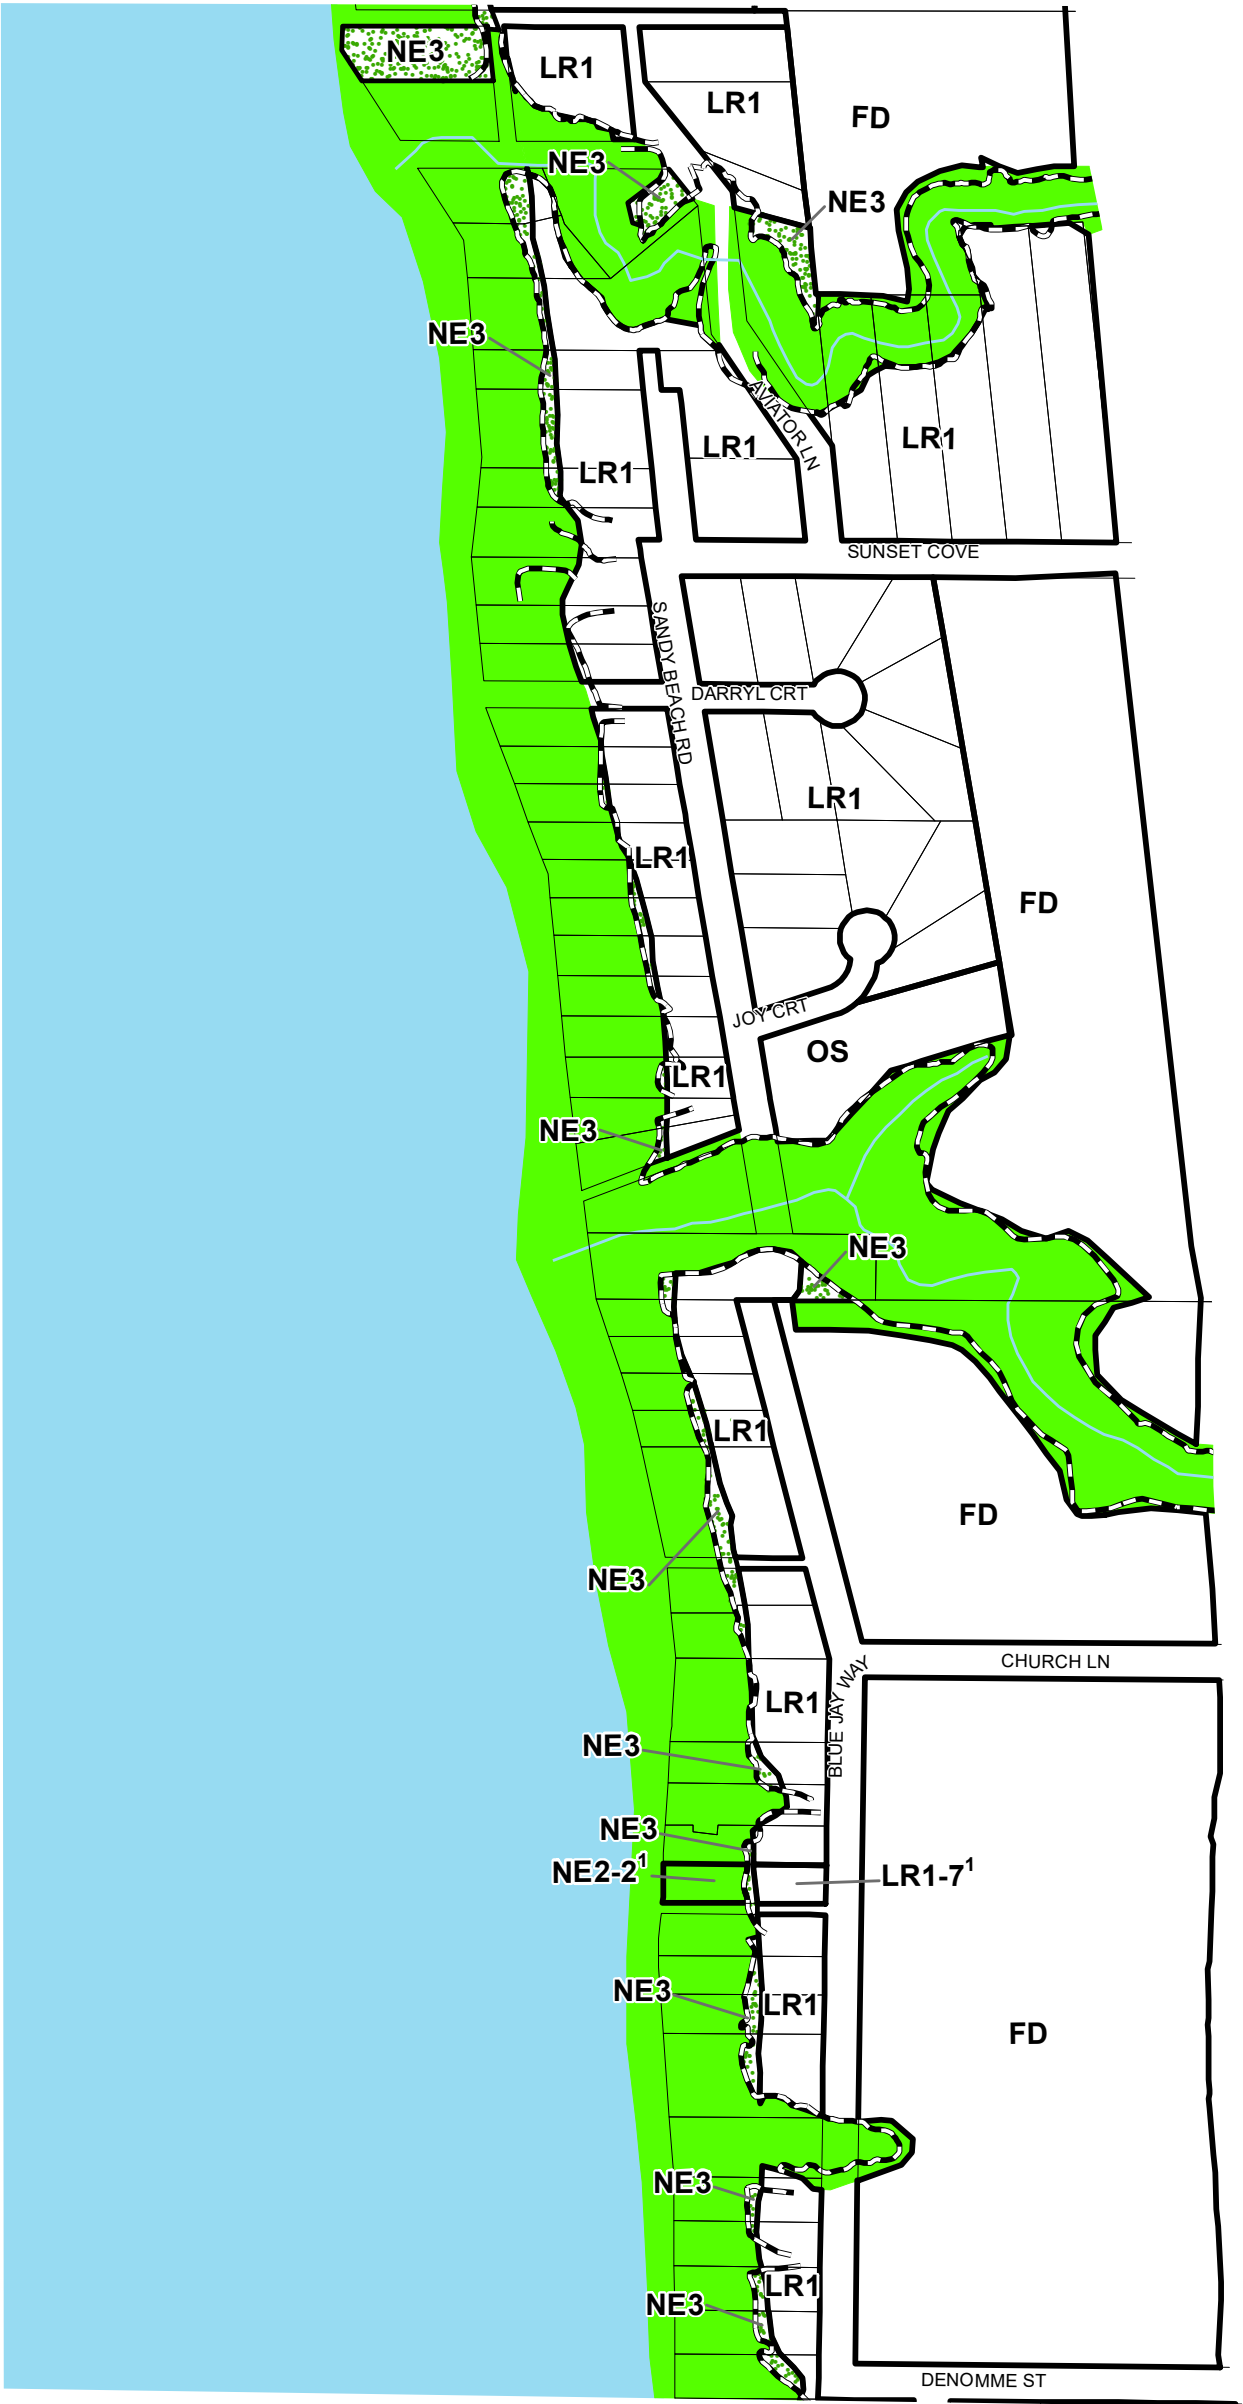 NE3
LR1
LR1
FD
NE3
NE3
NE3
AVIATOR LN
LR1
LR1
LR1
SUNSET COVE
SANDY BEACH RD
DARRYL CRT
LR1
LR1
FD
JOY CRT
OS
LR1
NE3
NE3
LR1
FD
NE3
CHURCH LN
BLUE JAY WAY
LR1
NE3
NE3
NE2-2¹
LR1-7¹
NE3
LR1
FD
NE3
LR1
NE3
DENOMME ST